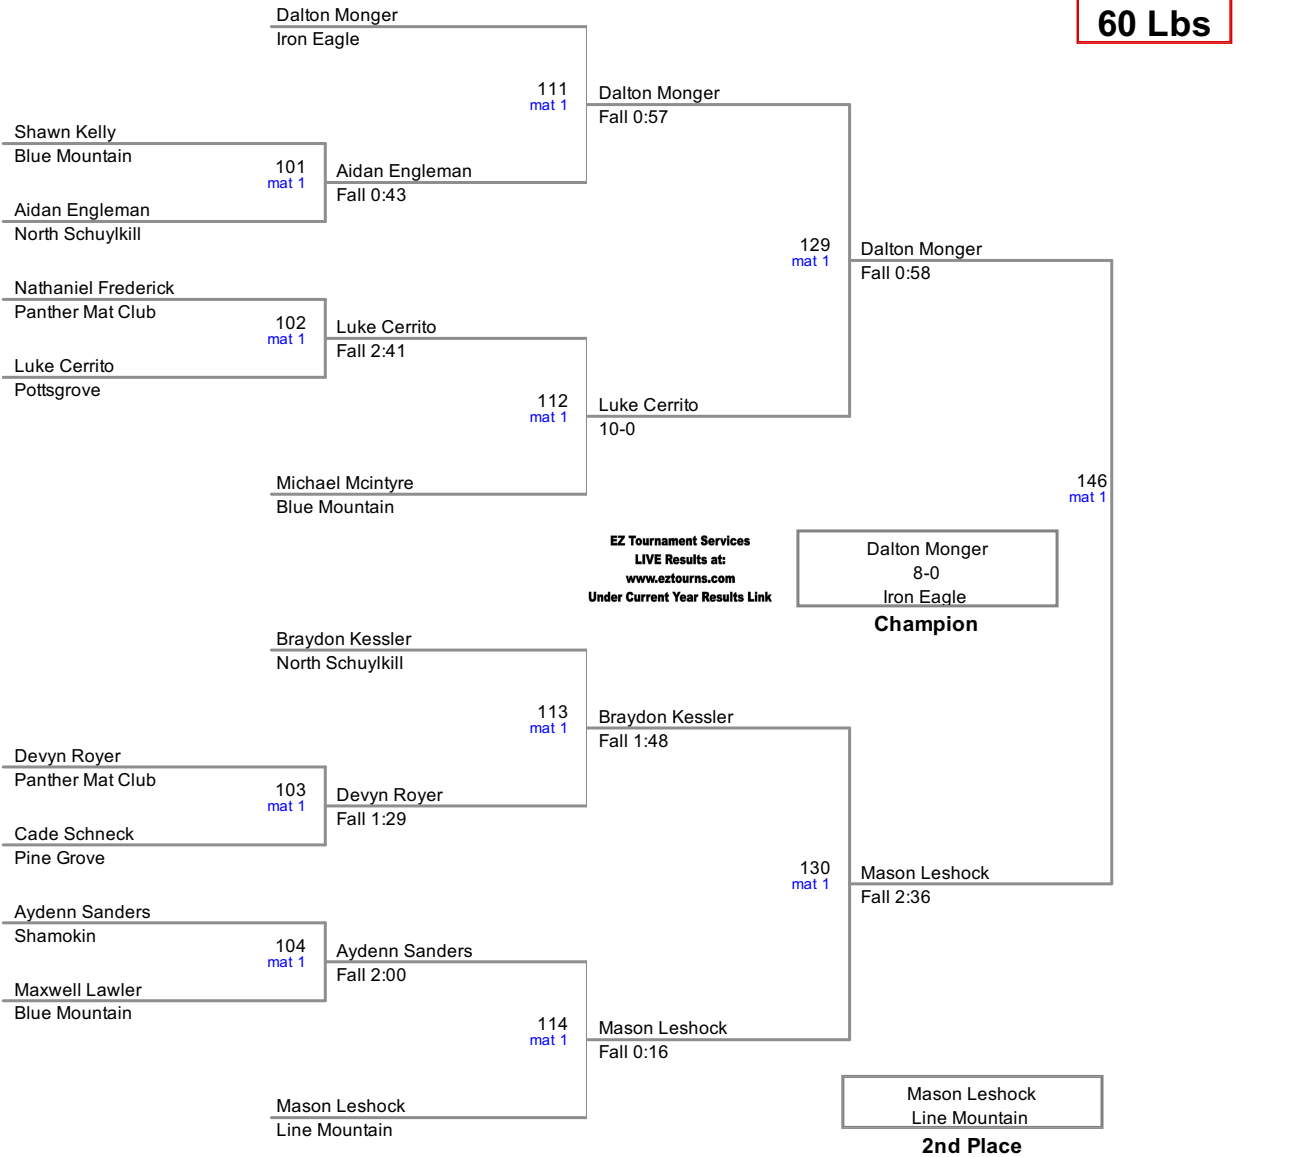 60 Lbs
Dalton Monger
Iron Eagle
111
mat 1
Dalton Monger
Fall 0:57
Shawn Kelly
Blue Mountain
101
mat 1
Aidan Engleman
Fall 0:43
Aidan Engleman
North Schuylkill
129
mat 1
Dalton Monger
Fall 0:58
Nathaniel Frederick
Panther Mat Club
102
mat 1
Luke Cerrito
Fall 2:41
Luke Cerrito
Pottsgrove
112
mat 1
Luke Cerrito
10-0
Michael Mcintyre
Blue Mountain
146
mat 1
EZ Tournament Services
LIVE Results at:
www.eztourns.com
Under Current Year Results Link
Dalton Monger
8-0
Iron Eagle
Champion
Braydon Kessler
North Schuylkill
113
mat 1
Braydon Kessler
Fall 1:48
Devyn Royer
Panther Mat Club
103
mat 1
Devyn Royer
Fall 1:29
Cade Schneck
Pine Grove
130
mat 1
Mason Leshock
Fall 2:36
Aydenn Sanders
Shamokin
104
mat 1
Aydenn Sanders
Fall 2:00
Maxwell Lawler
Blue Mountain
114
mat 1
Mason Leshock
Fall 0:16
Mason Leshock
Line Mountain
Mason Leshock
Line Mountain
2nd Place